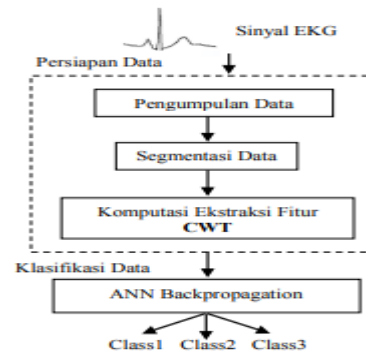 Sinyal EKG
Persiapan Data
Pengumpulan Data
Segmentasi Data
Komputasi Ekstraksi Fitur
CWT
Klasifikasi Data
ANN Backpropagation
Class1 Class2 Class3